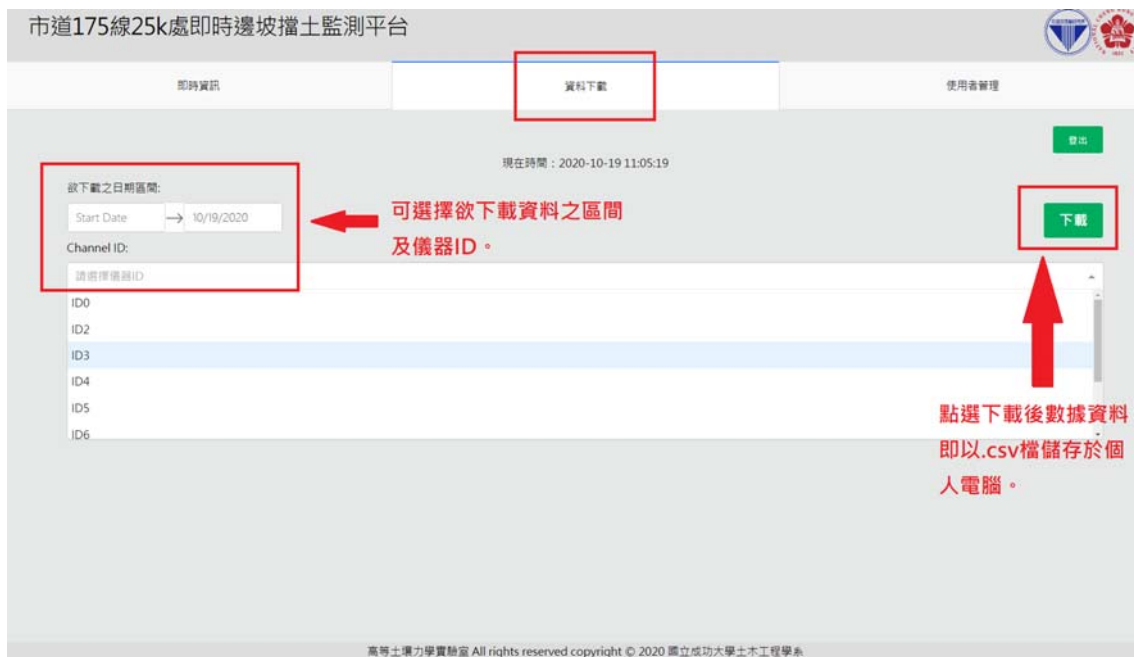 市道175線25k處即時邊坡擋土監測平台
即時資訊
資料下載
使用者管理
登出
現在時間：2020-10-19 11:05:19
欲下載之日期區間:
Start Date → 10/19/2020
可選擇欲下載資料之區間
及儀器ID。
下載
Channel ID:
請選擇儀器ID
ID0
ID2
ID3
ID4
ID5
ID6
點選下載後數據資料
即以.csv檔儲存於個
人電腦。
高等土壤力學實驗室 All rights reserved copyright © 2020 國立成功大學土木工程學系